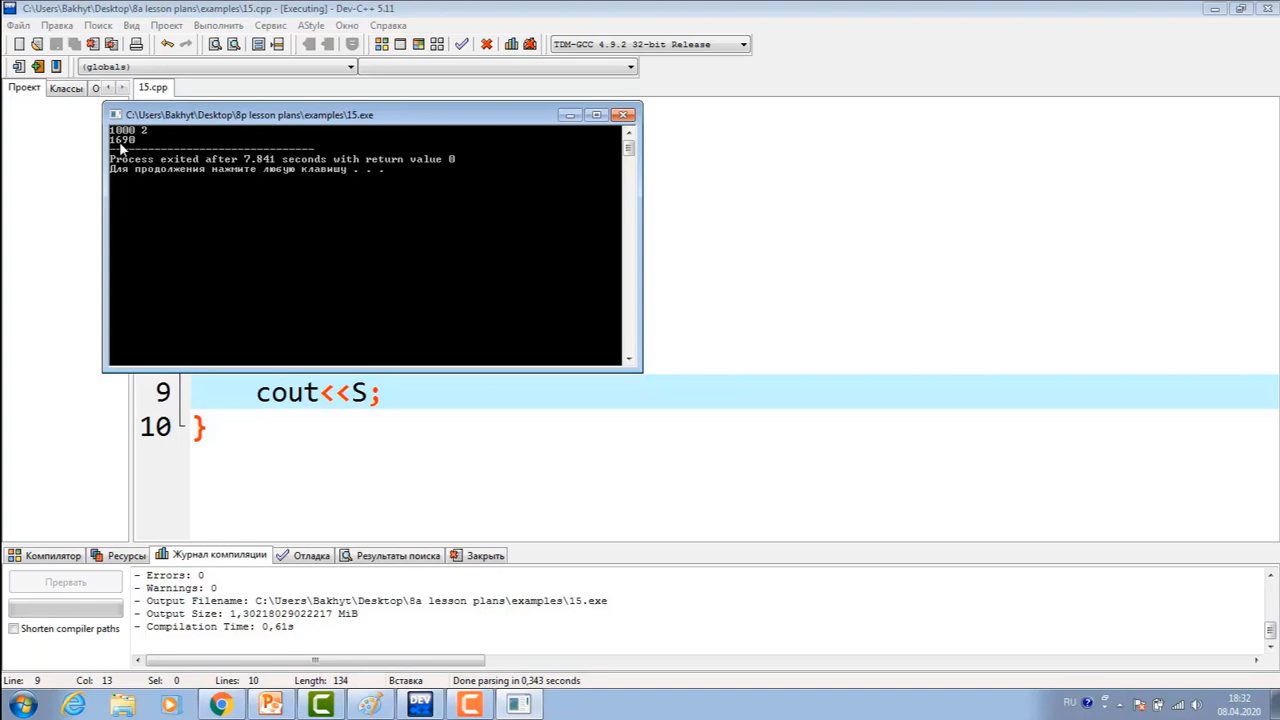 C:\Users\Bakhyt\Desktop\8a lesson plans\examples\15.cpp - [Executing] - Dev-C++ 5.11
Файл Правка Поиск Вид Проект Выполнить Сервис AStyle Окно Справка
TDM-GCC 4.9.2 32-bit Release
(globals)
Проект Классы О 15.cpp
C:\Users\Bakhyt\Desktop\8p lesson plans\examples\15.exe
1000 2
1690
--------------------------------
Process exited after 7.841 seconds with return value 0
Для продолжения нажмите любую клавишу . . .
9 cout<<S;
10 }
Компилятор Ресурсы Журнал компиляции Отладка Результаты поиска Закрыть
Прервать
Shorten compiler paths
- Errors: 0
- Warnings: 0
- Output Filename: C:\Users\Bakhyt\Desktop\8a lesson plans\examples\15.exe
- Output Size: 1,30218029022217 MiB
- Compilation Time: 0,61s
Line: 9 Col: 13 Sel: 0 Lines: 10 Length: 134 Вставка Done parsing in 0,343 seconds
DEV
RU 18:32
08.04.2020